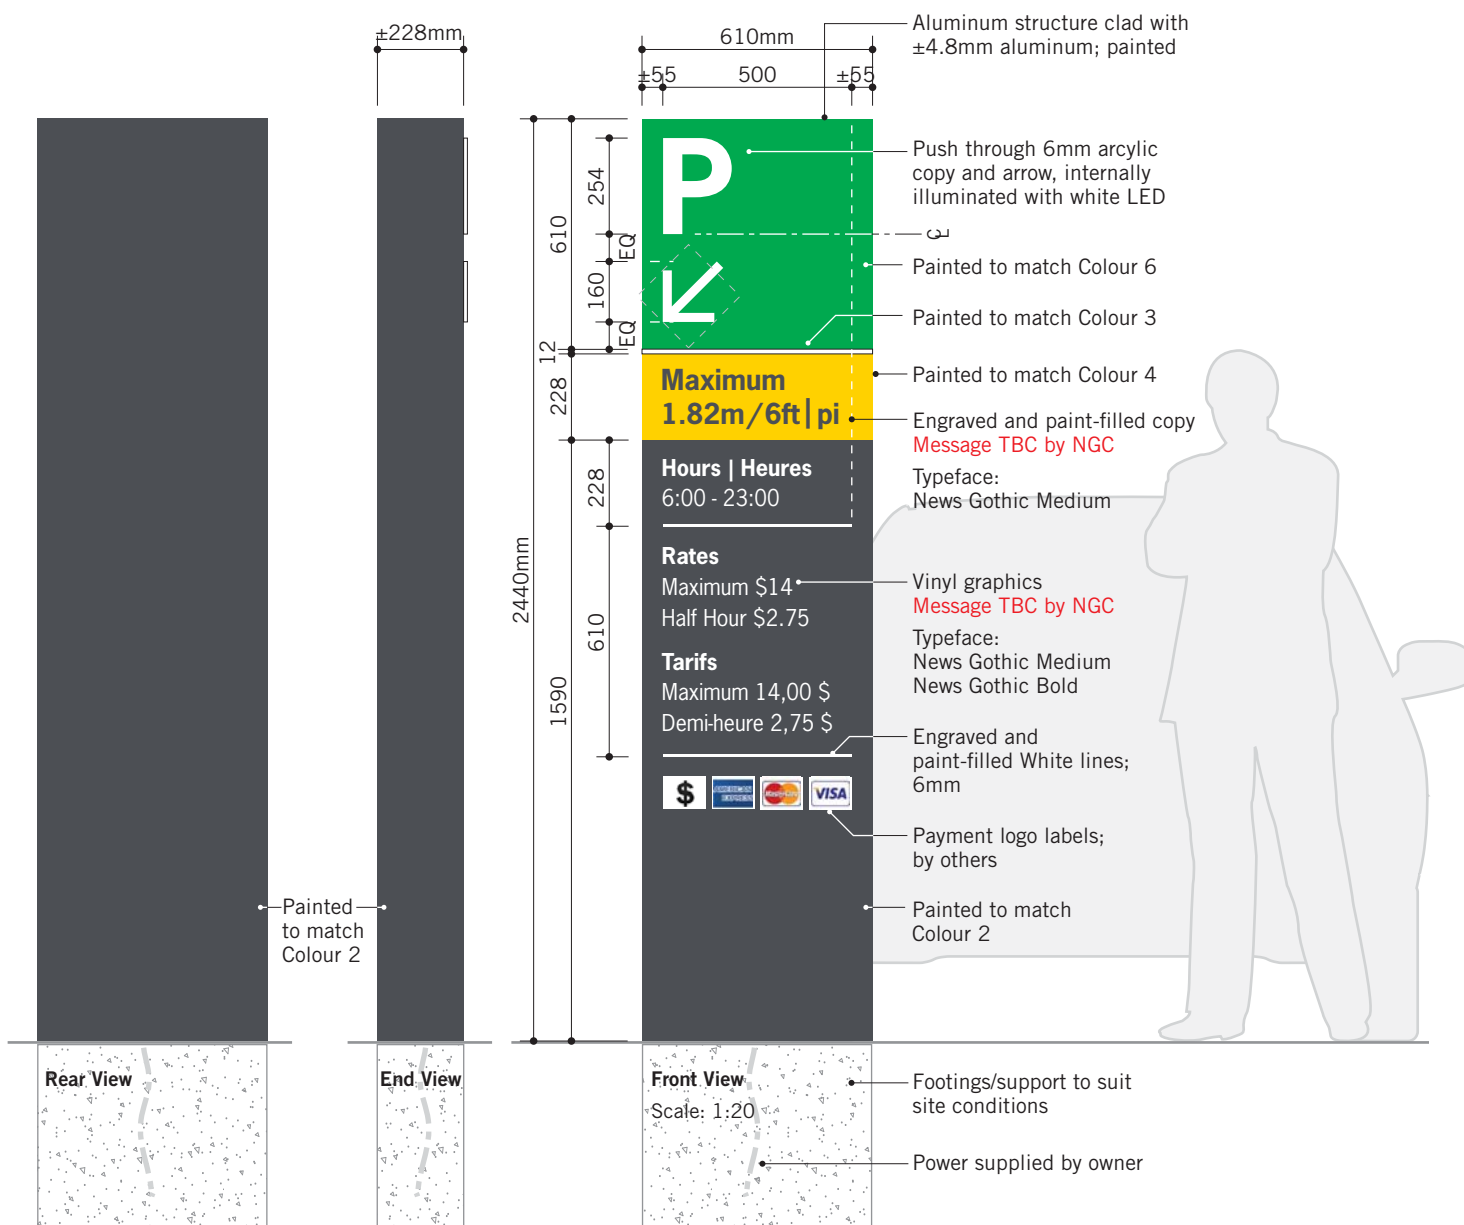 ±228mm
610mm
±55
500
±55
Aluminum structure clad with
±4.8mm aluminum; painted
Push through 6mm arcylic
copy and arrow, internally
illuminated with white LED
Painted to match Colour 6
Painted to match Colour 3
Painted to match Colour 4
Engraved and paint-filled copy
Message TBC by NGC
Typeface:
News Gothic Medium
Vinyl graphics
Message TBC by NGC
Typeface:
News Gothic Medium
News Gothic Bold
Engraved and
paint-filled White lines;
6mm
Payment logo labels;
by others
Painted to match
Colour 2
Footings/support to suit
site conditions
Power supplied by owner
2440mm
610
12
228
1590
254
EQ
160
EQ
228
610
P
Maximum
1.82m/6ft|pi
Hours | Heures
6:00 - 23:00
Rates
Maximum $14
Half Hour $2.75
Tarifs
Maximum 14,00 $
Demi-heure 2,75 $
$
AMERICAN
EXPRESS
MasterCard
VISA
Painted
to match
Colour 2
Rear View
End View
Front View
Scale: 1:20